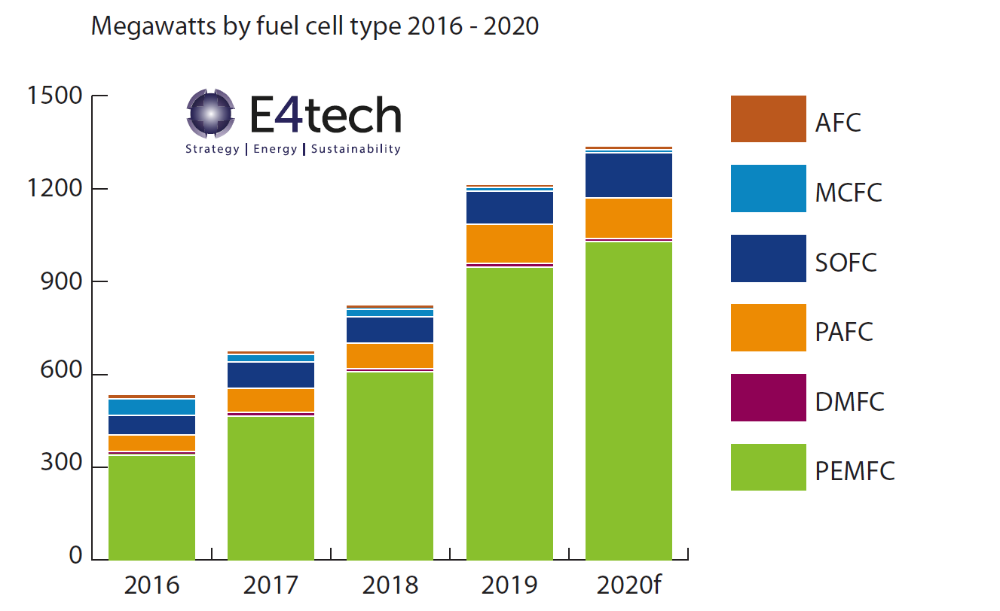 Megawatts by fuel cell type 2016 - 2020
E4tech
Strategy | Energy | Sustainability
1500
1200
900
600
300
0
2016 2017 2018 2019 2020f
AFC
MCFC
SOFC
PAFC
DMFC
PEMFC